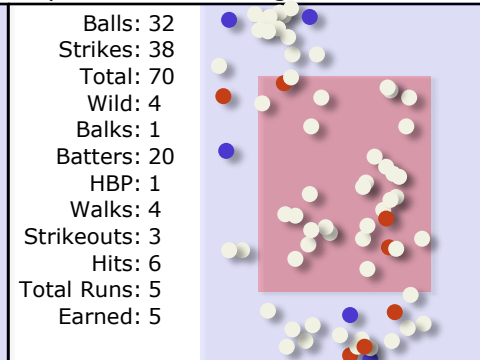 Balls: 32
Strikes: 38
Total: 70
Wild: 4
Balks: 1
Batters: 20
HBP: 1
Walks: 4
Strikeouts: 3
Hits: 6
Total Runs: 5
Earned: 5